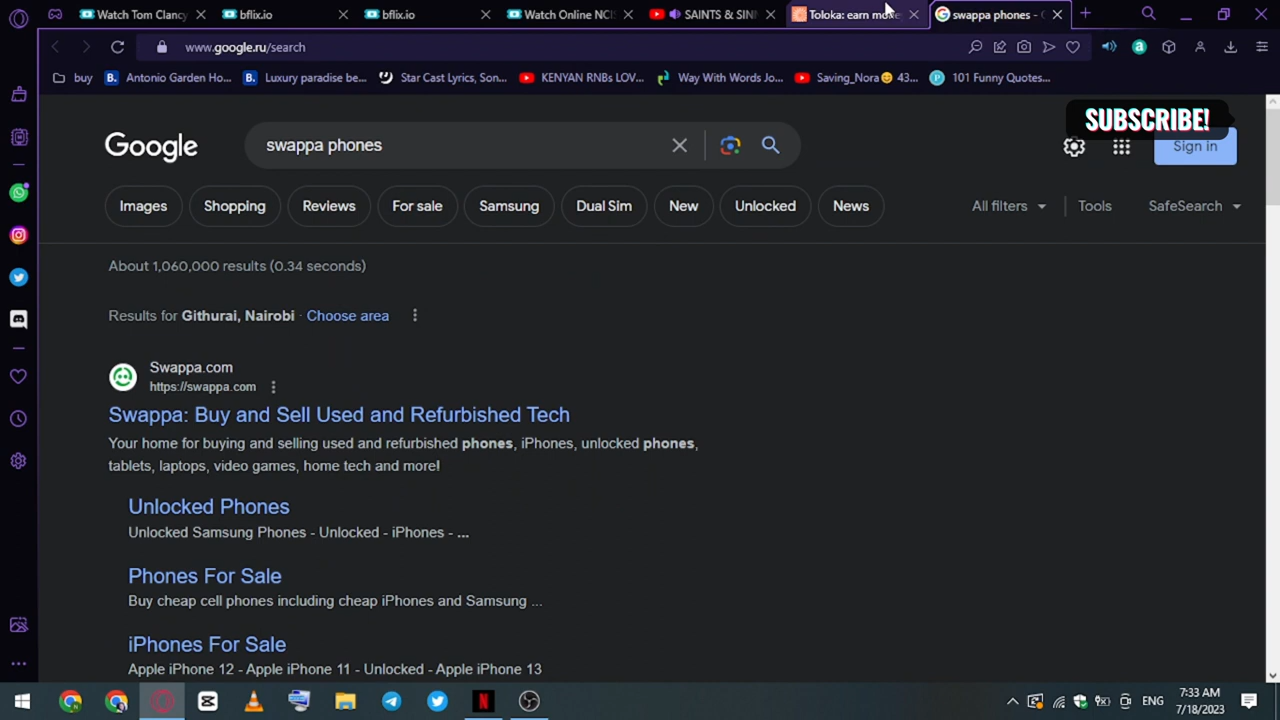 Watch Tom Clancy
bflix.io
bflix.io
Watch Online NCIS
SAINTS & SIN
Toloka: earn mone
swappa phones -
www.google.ru/search
buy
Antonio Garden Ho...
Luxury paradise be...
Star Cast Lyrics, Son...
KENYAN RNBs LOV...
Way With Words Jo...
Saving_Nora😊 43...
101 Funny Quotes...
SUBSCRIBE!
Google
swappa phones
Sign in
Images
Shopping
Reviews
For sale
Samsung
Dual Sim
New
Unlocked
News
All filters
Tools
SafeSearch
About 1,060,000 results (0.34 seconds)
Results for Githurai, Nairobi · Choose area
Swappa.com
https://swappa.com
Swappa: Buy and Sell Used and Refurbished Tech
Your home for buying and selling used and refurbished phones, iPhones, unlocked phones,
tablets, laptops, video games, home tech and more!
Unlocked Phones
Unlocked Samsung Phones - Unlocked - iPhones - ...
Phones For Sale
Buy cheap cell phones including cheap iPhones and Samsung ...
iPhones For Sale
Apple iPhone 12 - Apple iPhone 11 - Unlocked - Apple iPhone 13
ENG
7:33 AM
7/18/2023